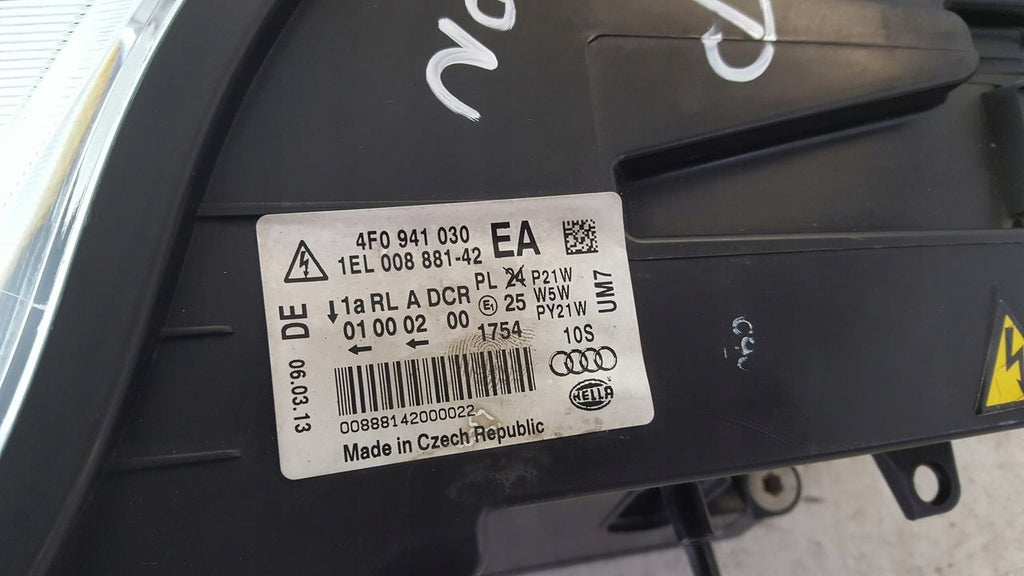 4F0 941 030 EA
1EL 008 881-42
1a RL A DCR PL 24 P21W
E1 25 W5W
01 00 02 00 PY21W
1754 10S
UM7
DE
06.03.13
00888142000022
HELLA
Made in Czech Republic